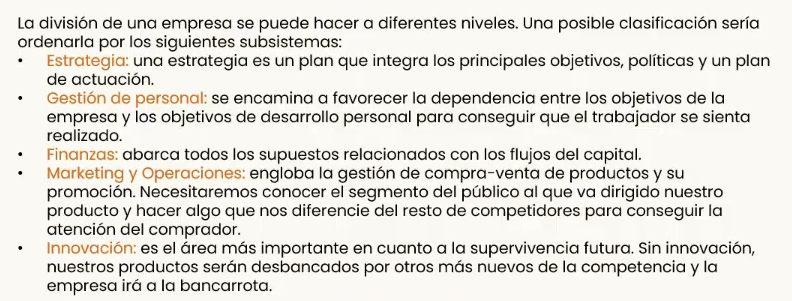 La división de una empresa se puede hacer a diferentes niveles. Una posible clasificación sería
ordenarla por los siguientes subsistemas:
• Estrategia: una estrategia es un plan que integra los principales objetivos, políticas y un plan
de actuación.
• Gestión de personal: se encamina a favorecer la dependencia entre los objetivos de la
empresa y los objetivos de desarrollo personal para conseguir que el trabajador se sienta
realizado.
• Finanzas: abarca todos los supuestos relacionados con los flujos del capital.
• Marketing y Operaciones: engloba la gestión de compra-venta de productos y su
promoción. Necesitaremos conocer el segmento del público al que va dirigido nuestro
producto y hacer algo que nos diferencie del resto de competidores para conseguir la
atención del comprador.
• Innovación: es el área más importante en cuanto a la supervivencia futura. Sin innovación,
nuestros productos serán desbancados por otros más nuevos de la competencia y la
empresa irá a la bancarrota.